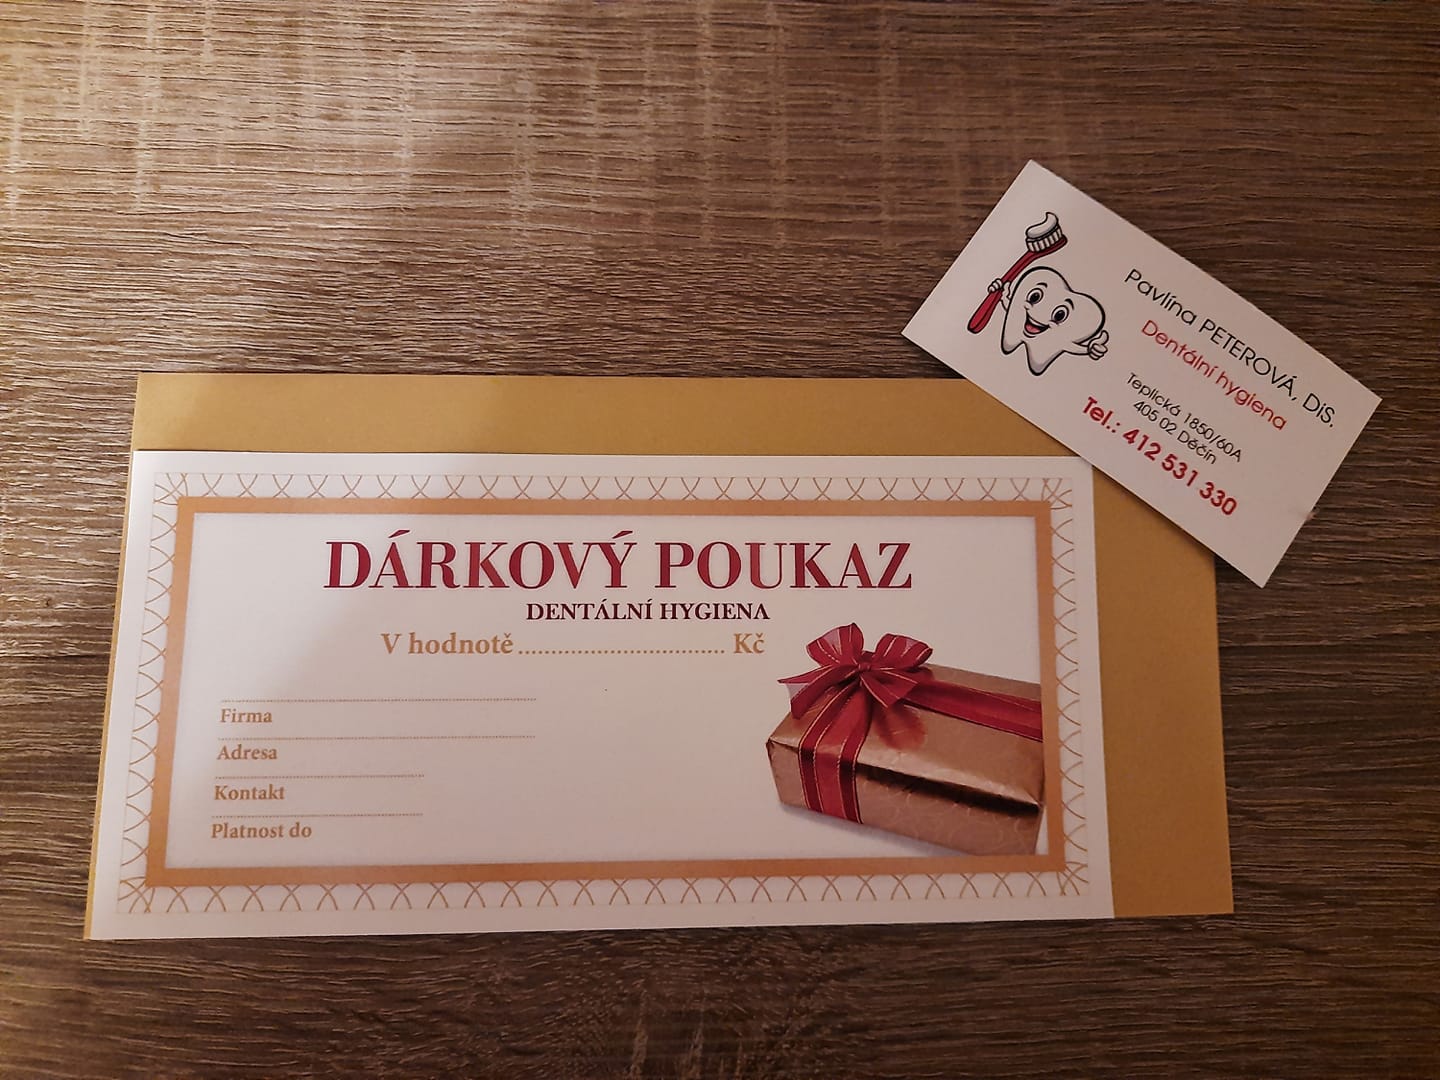 Pavlína PETEROVÁ, DiS.
Dentální hygiena
Teplická 1850/60A
405 02 Děčín
Tel.: 412 531 330
DÁRKOVÝ POUKAZ
DENTÁLNÍ HYGIENA
V hodnotě ................................ Kč
Firma
Adresa
Kontakt
Platnost do